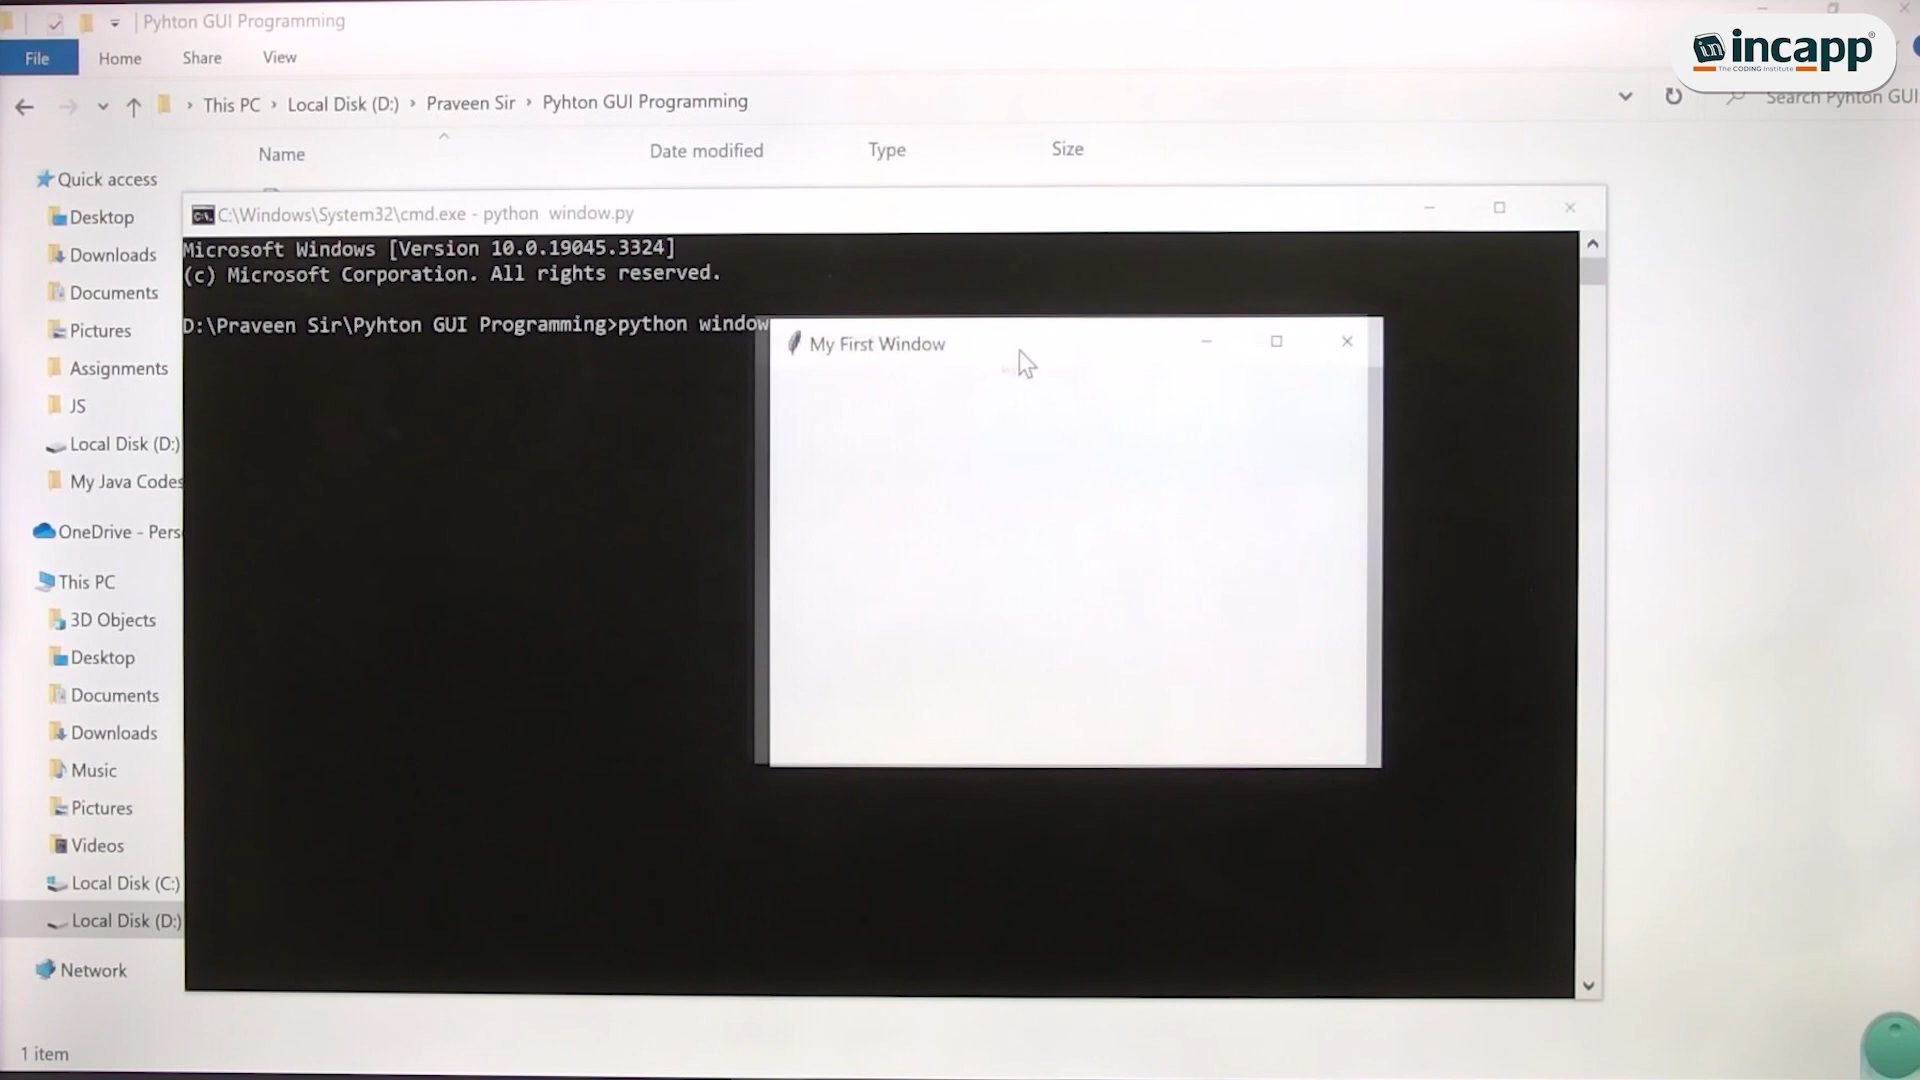 Pyhton GUI Programming
incapp
The CODING Institute
File Home Share View
This PC › Local Disk (D:) › Praveen Sir › Pyhton GUI Programming
Search Pyhton GUI
Name Date modified Type Size
Quick access
Desktop
Downloads
Documents
Pictures
Assignments
JS
Local Disk (D:)
My Java Codes
OneDrive - Pers
This PC
3D Objects
Desktop
Documents
Downloads
Music
Pictures
Videos
Local Disk (C:)
Local Disk (D:)
Network
1 item
C:\Windows\System32\cmd.exe - python  window.py
Microsoft Windows [Version 10.0.19045.3324]
(c) Microsoft Corporation. All rights reserved.
D:\Praveen Sir\Pyhton GUI Programming>python window
My First Window